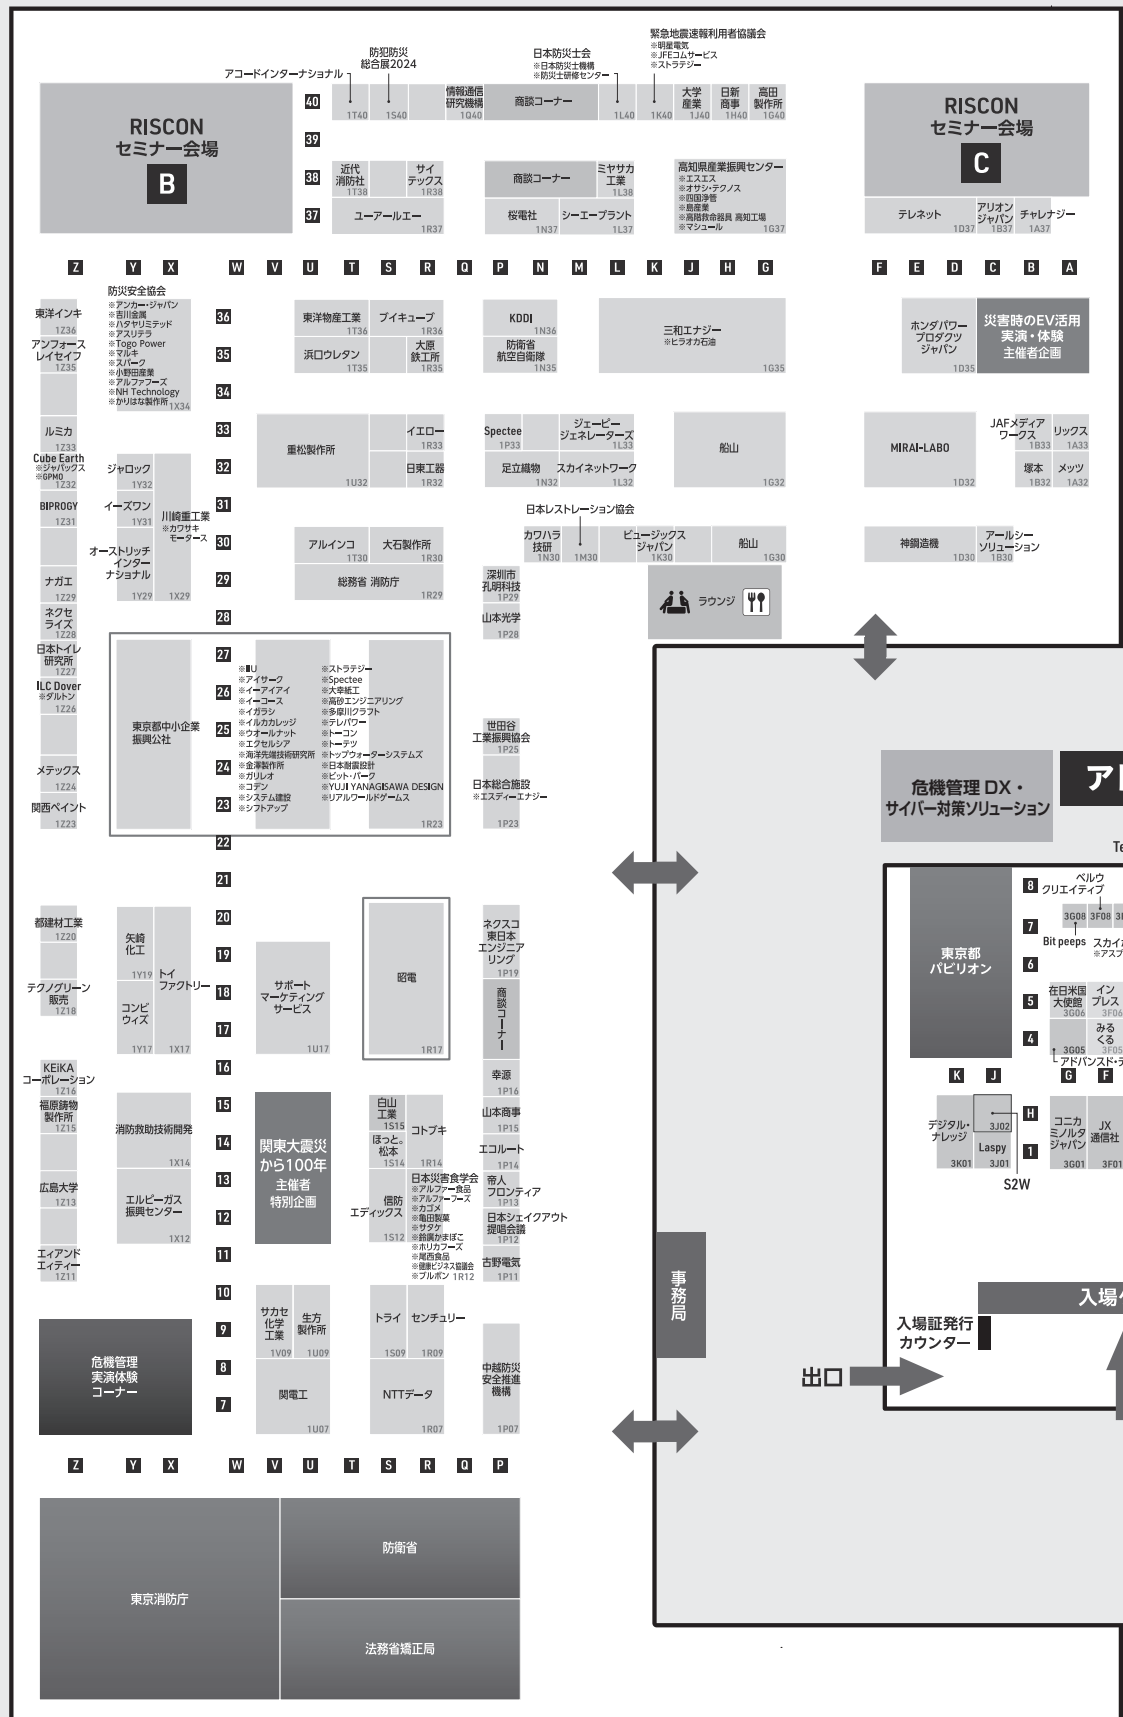 緊急地震速報利用者協議会
※明星電気
※JFEコムサービス
※ストラテジー
防犯防災
総合展2024
日本防災士会
※日本防災士機構
※防災士研修センター
アコードインターナショナル
RISCON
セミナー会場
B
40
1T40
1S40
情報通信
研究機構
1Q40
商談コーナー
1L40
1K40
大学
産業
1J40
日新
商事
1H40
高田
製作所
1G40
RISCON
セミナー会場
C
39
38
近代
消防社
1T38
サイ
テックス
1R38
商談コーナー
ミヤサカ
工業
1L38
高知県産業振興センター
※エスエス
※オサシ・テクノス
※四国浄管
※島産業
※高階救命器具 高知工場
※マシュール
1G37
37
ユーアールエー
1R37
桜電社
1N37
シーエープラント
1L37
テレネット
1D37
アリオン
ジャパン
1B37
チャレナジー
1A37
Z Y X W V U T S R Q P N M L K J H G F E D C B A
東洋インキ
1Z36
アンフォース
レイセイフ
1Z35
防災安全協会
※アンカー・ジャパン
※吉川金属
※ハタヤリミテッド
※アスリテラ
※Togo Power
※マルキ
※スパーク
※小野田産業
※アルファフーズ
※NH Technology
※かりはな製作所
1X34
36
35
34
東洋物産工業
1T36
ブイキューブ
1R36
浜口ウレタン
1T35
大原
鉄工所
1R35
KDDI
1N36
防衛省
航空自衛隊
1N35
三和エナジー
※ヒラオカ石油
1G35
ホンダパワー
プロダクツ
ジャパン
1D35
災害時のEV活用
実演・体験
主催者企画
ルミカ
1Z33
Cube Earth
※ジャパックス
※GPMO
1Z32
BIPROGY
1Z31
ジャロック
1Y32
イーズワン
1Y31
川崎重工業
※カワサキ
モータース
1X29
オーストリッチ
インター
ナショナル
1Y29
33
32
31
30
29
28
重松製作所
1U32
イエロー
1R33
日東工器
1R32
Spectee
1P33
ジェーピー
ジェネレーターズ
1L33
足立織物
1N32
スカイネットワーク
1L32
船山
1G32
MIRAI-LABO
1D32
JAFメディア
ワークス
1B33
リックス
1A33
塚本
1B32
メッツ
1A32
日本レストレーション協会
アルインコ
1T30
大石製作所
1R30
総務省 消防庁
1R29
カワハラ
技研
1N30
1M30
ビュージックス
ジャパン
1K30
船山
1G30
神鋼造機
1D30
アールシー
ソリューション
1B30
ナガエ
1Z29
ネクセ
ライズ
1Z28
日本トイレ
研究所
1Z27
ILC Dover
※ダルトン
1Z26
メテックス
1Z24
関西ペイント
1Z23
深圳市
孔明科技
1P29
山本光学
1P28
ラウンジ
東京都中小企業
振興公社
27
26
25
24
23
22
21
※IIU
※アイサーク
※イーアイアイ
※イーコース
※イガラシ
※イルカカレッジ
※ウオールナット
※エクセルシア
※海洋先端技術研究所
※金澤製作所
※ガリレオ
※コデン
※システム建設
※シフトアップ
※ストラテジー
※Spectee
※大幸紙工
※高砂エンジニアリング
※多摩川クラフト
※テレパワー
※トーコン
※トーテツ
※トップウォーターシステムズ
※日本耐震設計
※ビット・パーク
※YUJI YANAGISAWA DESIGN
※リアルワールドゲームス
1R23
世田谷
工業振興協会
1P25
日本総合施設
※エスディーエナジー
1P23
危機管理 DX・
サイバー対策ソリューション
都建材工業
1Z20
テクノグリーン
販売
1Z18
矢崎
化工
1Y19
コンビ
ウィズ
1Y17
トイ
ファクトリー
1X17
20
19
18
17
サポート
マーケティング
サービス
1U17
昭電
1R17
ネクスコ
東日本
エンジニア
リング
1P19
商談コーナー
東京都
パビリオン
8
7
6
5
4
ベルウ
クリエイティブ
3G08
3F08
Bit peeps
在日米国
大使館
3G06
イン
プレス
3F06
3G05
みる
くる
3F05
K J G F
H
1
デジタル・
ナレッジ
3K01
3J02
Laspy
3J01
S2W
コニカ
ミノルタ
ジャパン
3G01
JX
通信社
3F01
KEiKA
コーポレーション
1Z16
福原鋳物
製作所
1Z15
広島大学
1Z13
エィアンド
エィティー
1Z11
消防救助技術開発
1X14
エルピーガス
振興センター
1X12
16
15
14
13
12
11
関東大震災
から100年
主催者
特別企画
白山
工業
1S15
ほっと。
松本
1S14
コトブキ
1R14
信防
エディックス
1S12
日本災害食学会
※アルファー食品
※アルファーフーズ
※カゴメ
※亀田製菓
※サタケ
※鈴廣かまぼこ
※ホリカフーズ
※尾西食品
※健康ビジネス協議会
※ブルボン
1R12
幸源
1P16
山本商事
1P15
エコルート
1P14
帝人
フロンティア
1P13
日本シェイクアウト
提唱会議
1P12
古野電気
1P11
事務局
入場証発行
カウンター
出口
危機管理
実演体験
コーナー
10
9
8
7
サカセ
化学
工業
1V09
生方
製作所
1U09
関電工
1U07
トライ
1S09
センチュリー
1R09
NTTデータ
1R07
中越防災
安全推進
機構
1P07
Z Y X W V U T S R Q P
東京消防庁
防衛省
法務省矯正局